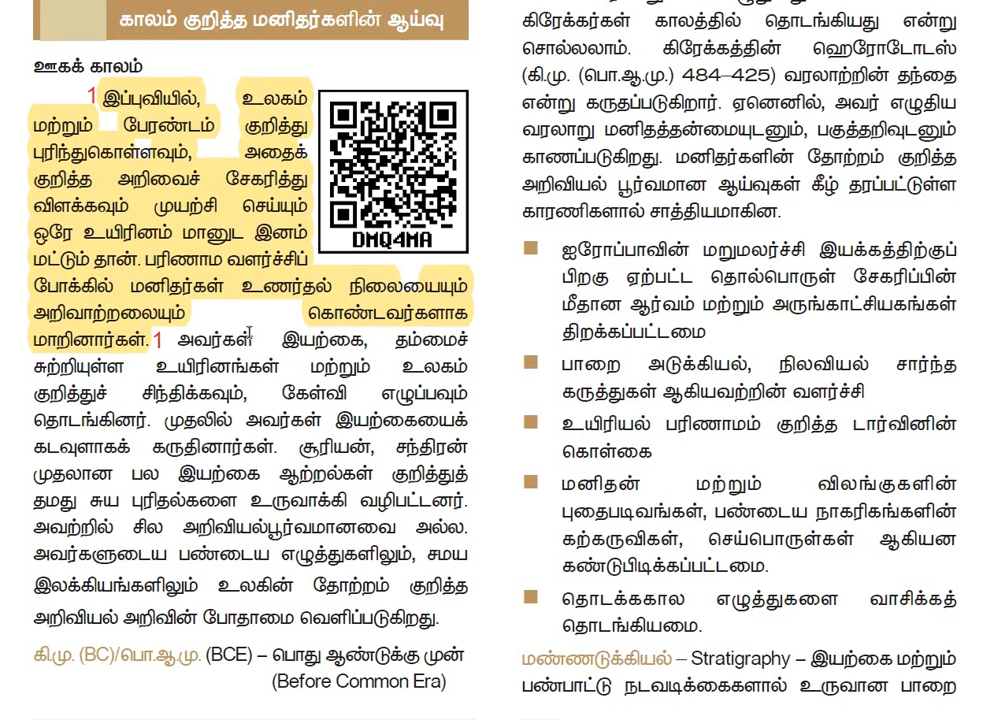 காலம் குறித்த மனிதர்களின் ஆய்வு
ஊகக் காலம்
1 இப்புவியில், உலகம்
மற்றும் பேரண்டம் குறித்து
புரிந்துகொள்ளவும், அதைக்
குறித்த அறிவைச் சேகரித்து
விளக்கவும் முயற்சி செய்யும்
ஒரே உயிரினம் மானுட இனம்
மட்டும் தான். பரிணாம வளர்ச்சிப்
போக்கில் மனிதர்கள் உணர்தல் நிலையையும்
அறிவாற்றலையும் கொண்டவர்களாக
மாறினார்கள். 1 அவர்கள் இயற்கை, தம்மைச்
சுற்றியுள்ள உயிரினங்கள் மற்றும் உலகம்
குறித்துச் சிந்திக்கவும், கேள்வி எழுப்பவும்
தொடங்கினர். முதலில் அவர்கள் இயற்கையைக்
கடவுளாகக் கருதினார்கள். சூரியன், சந்திரன்
முதலான பல இயற்கை ஆற்றல்கள் குறித்துத்
தமது சுய புரிதல்களை உருவாக்கி வழிபட்டனர்.
அவற்றில் சில அறிவியல்பூர்வமானவை அல்ல.
அவர்களுடைய பண்டைய எழுத்துகளிலும், சமய
இலக்கியங்களிலும் உலகின் தோற்றம் குறித்த
அறிவியல் அறிவின் போதாமை வெளிப்படுகிறது.
கி.மு. (BC)/பொ.ஆ.மு. (BCE) – பொது ஆண்டுக்கு முன்
(Before Common Era)
DMQ4MA
கிரேக்கர்கள் காலத்தில் தொடங்கியது என்று
சொல்லலாம். கிரேக்கத்தின் ஹெரோடோடஸ்
(கி.மு. (பொ.ஆ.மு.) 484–425) வரலாற்றின் தந்தை
என்று கருதப்படுகிறார். ஏனெனில், அவர் எழுதிய
வரலாறு மனிதத்தன்மையுடனும், பகுத்தறிவுடனும்
காணப்படுகிறது. மனிதர்களின் தோற்றம் குறித்த
அறிவியல் பூர்வமான ஆய்வுகள் கீழ் தரப்பட்டுள்ள
காரணிகளால் சாத்தியமாகின.
ஐரோப்பாவின் மறுமலர்ச்சி இயக்கத்திற்குப்
பிறகு ஏற்பட்ட தொல்பொருள் சேகரிப்பின்
மீதான ஆர்வம் மற்றும் அருங்காட்சியகங்கள்
திறக்கப்பட்டமை
பாறை அடுக்கியல், நிலவியல் சார்ந்த
கருத்துகள் ஆகியவற்றின் வளர்ச்சி
உயிரியல் பரிணாமம் குறித்த டார்வினின்
கொள்கை
மனிதன் மற்றும் விலங்குகளின்
புதைபடிவங்கள், பண்டைய நாகரிகங்களின்
கற்கருவிகள், செய்பொருள்கள் ஆகியன
கண்டுபிடிக்கப்பட்டமை.
தொடக்ககால எழுத்துகளை வாசிக்கத்
தொடங்கியமை.
மண்ணடுக்கியல் – Stratigraphy – இயற்கை மற்றும்
பண்பாட்டு நடவடிக்கைகளால் உருவான பாறை